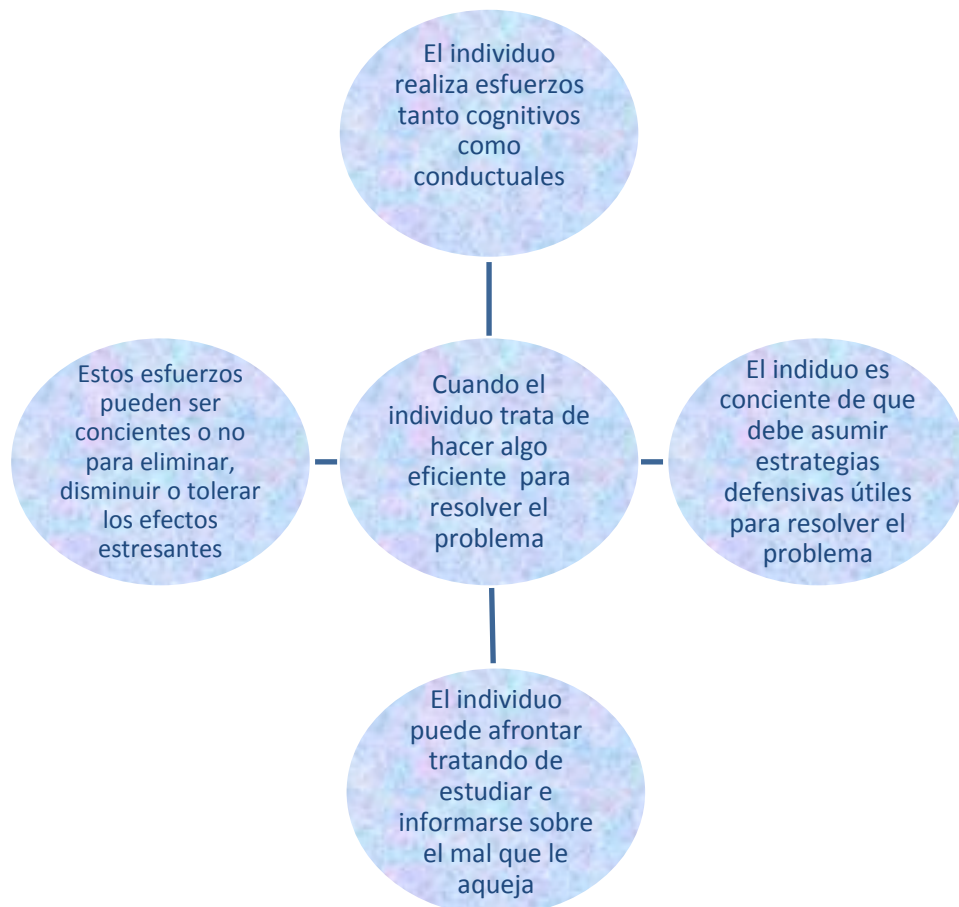 El individuo
realiza esfuerzos
tanto cognitivos
como
conductuales
Estos esfuerzos
pueden ser
concientes o no
para eliminar,
disminuir o tolerar
los efectos
estresantes
Cuando el
individuo trata de
hacer algo
eficiente para
resolver el
problema
El indiduo es
conciente de que
debe asumir
estrategias
defensivas útiles
para resolver el
problema
El individuo
puede afrontar
tratando de
estudiar e
informarse sobre
el mal que le
aqueja